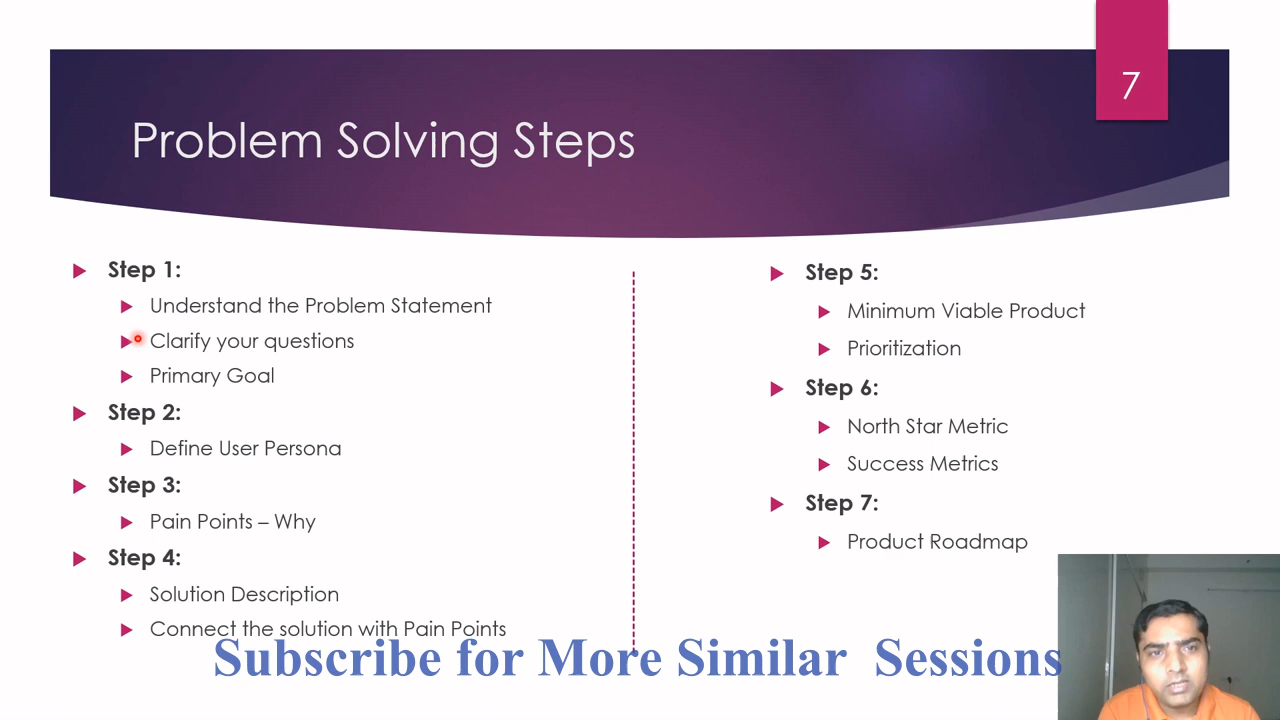 7
Problem Solving Steps
Step 1:
Understand the Problem Statement
Clarify your questions
Primary Goal
Step 2:
Define User Persona
Step 3:
Pain Points – Why
Step 4:
Solution Description
Connect the solution with Pain Points
Step 5:
Minimum Viable Product
Prioritization
Step 6:
North Star Metric
Success Metrics
Step 7:
Product Roadmap
Subscribe for More Similar Sessions